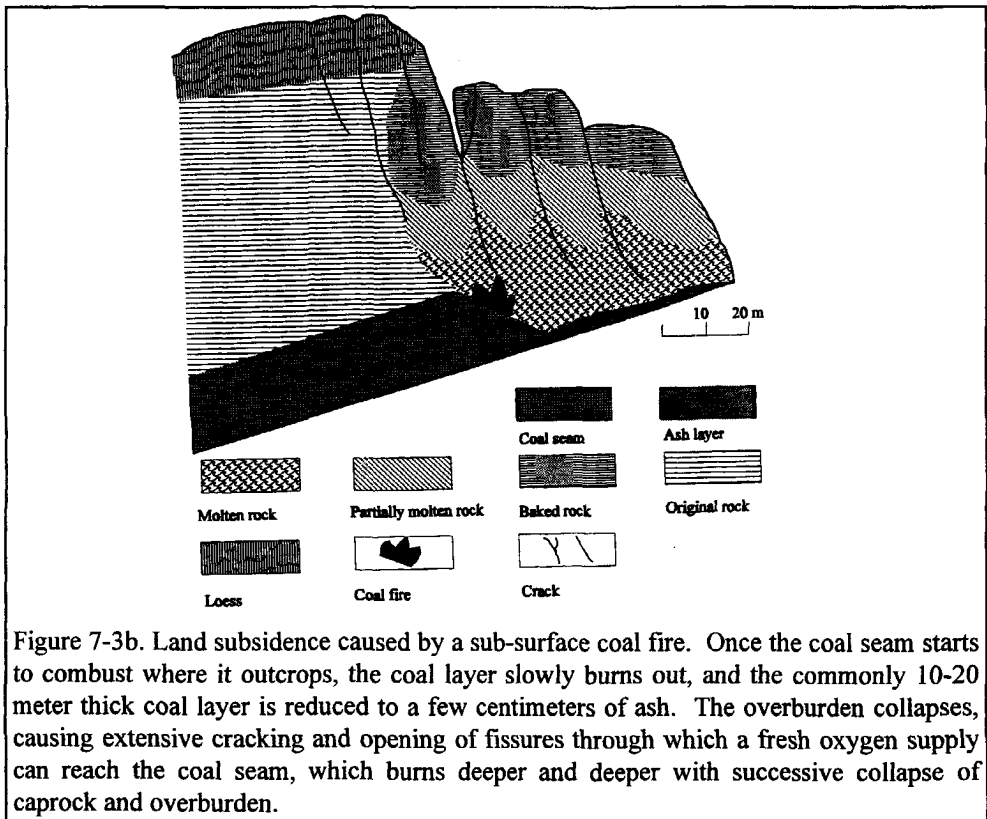 10 20 m
Coal seam Ash layer
Molten rock Partially molten rock Baked rock Original rock
Loess Coal fire Crack
Figure 7-3b. Land subsidence caused by a sub-surface coal fire. Once the coal seam starts
to combust where it outcrops, the coal layer slowly burns out, and the commonly 10-20
meter thick coal layer is reduced to a few centimeters of ash. The overburden collapses,
causing extensive cracking and opening of fissures through which a fresh oxygen supply
can reach the coal seam, which burns deeper and deeper with successive collapse of
caprock and overburden.